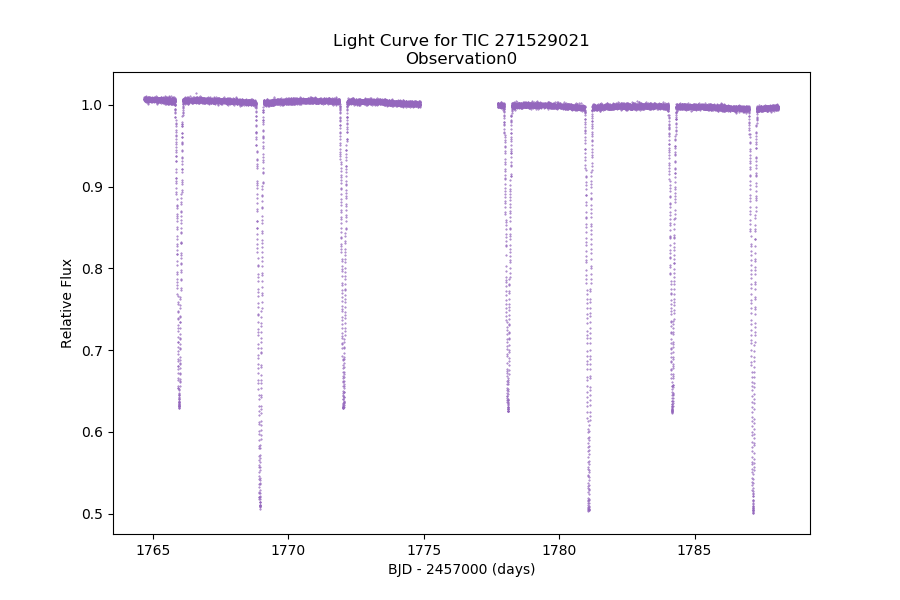 Light Curve for TIC 271529021
Observation0
1.0
0.9
0.8
0.7
0.6
0.5
Relative Flux
1765
1770
1775
1780
1785
BJD - 2457000 (days)